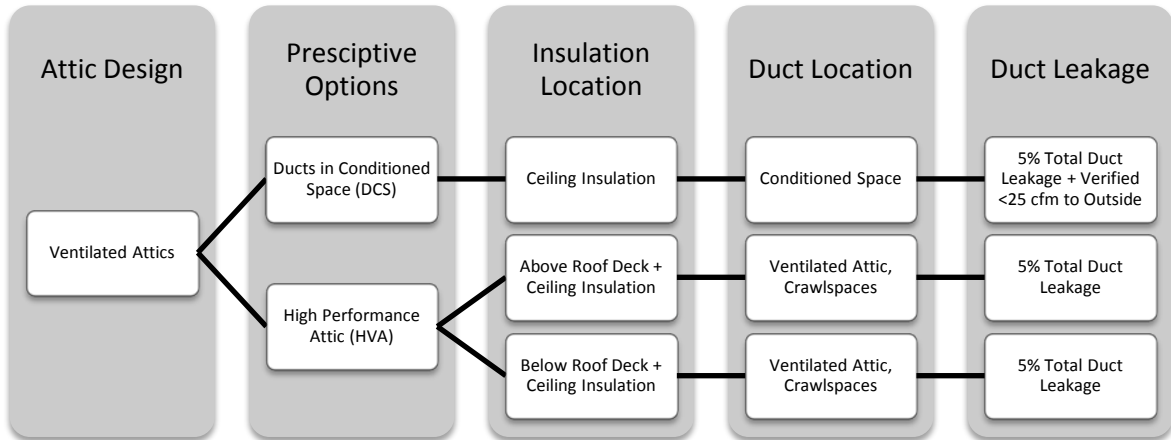 Attic Design
Presciptive
Options
Insulation
Location
Duct Location
Duct Leakage
Ventilated Attics
Ducts in Conditioned
Space (DCS)
Ceiling Insulation
Conditioned Space
5% Total Duct
Leakage + Verified
<25 cfm to Outside
High Performance
Attic (HVA)
Above Roof Deck +
Ceiling Insulation
Ventilated Attic,
Crawlspaces
5% Total Duct
Leakage
Below Roof Deck +
Ceiling Insulation
Ventilated Attic,
Crawlspaces
5% Total Duct
Leakage